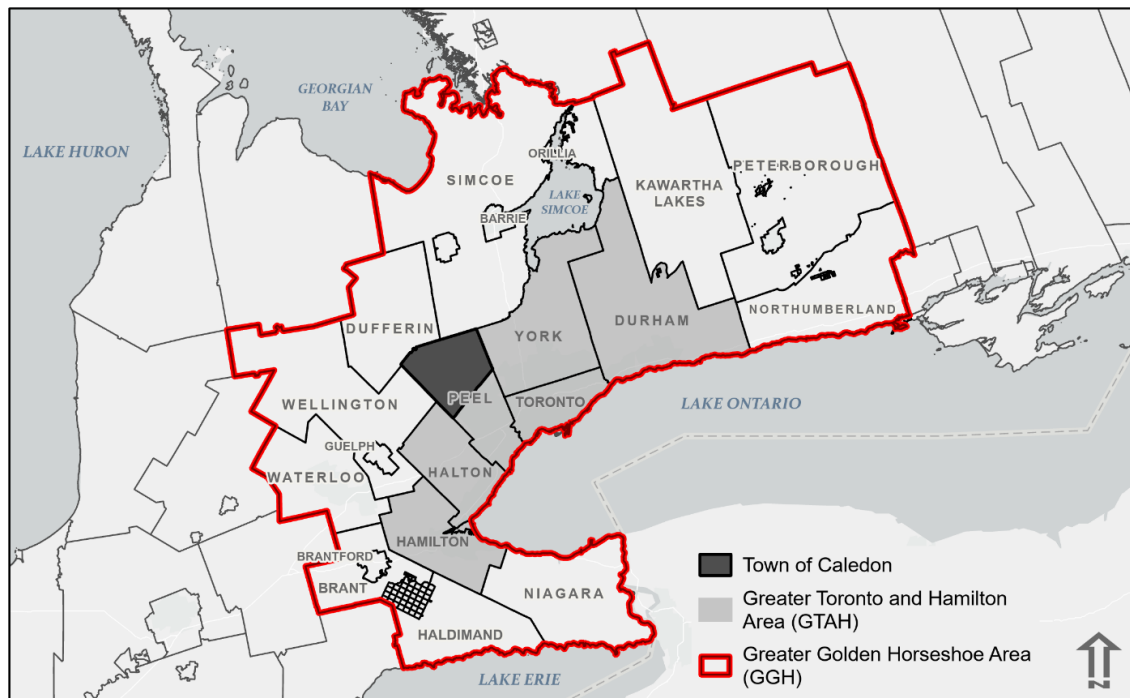 GEORGIAN
BAY
LAKE HURON
ORILLIA
PETERBOROUGH
SIMCOE
KAWARTHA
LAKES
LAKE
SIMCOE
BARRIE
NORTHUMBERLAND
DURHAM
DUFFERIN
YORK
PEEL
TORONTO
LAKE ONTARIO
WELLINGTON
GUELPH
HALTON
WATERLOO
HAMILTON
BRANTFORD
BRANT
NIAGARA
HALDIMAND
LAKE ERIE
Town of Caledon
Greater Toronto and Hamilton
Area (GTAH)
Greater Golden Horseshoe Area
(GGH)
N